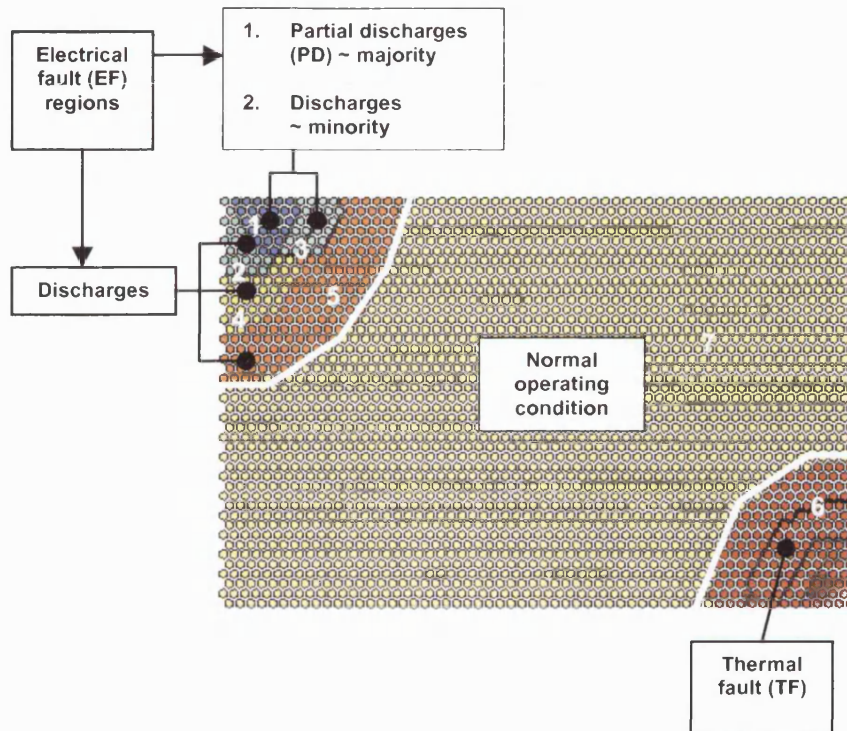 Electrical
fault (EF)
regions
1. Partial discharges
(PD) ~ majority
2. Discharges
~ minority
1
3
2
Discharges
5
4
7
Normal
operating
condition
6
Thermal
fault (TF)